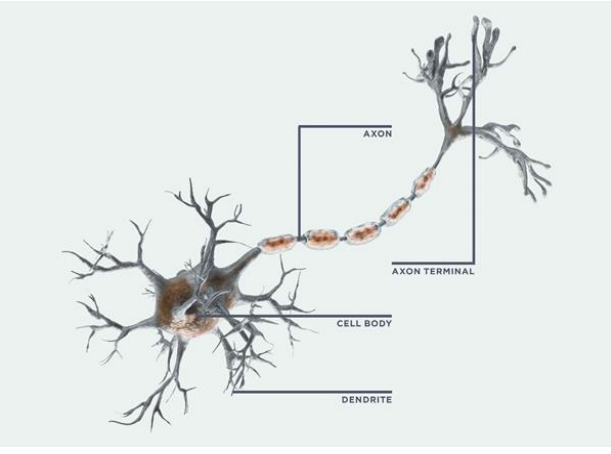 AXON
AXON TERMINAL
CELL BODY
DENDRITE